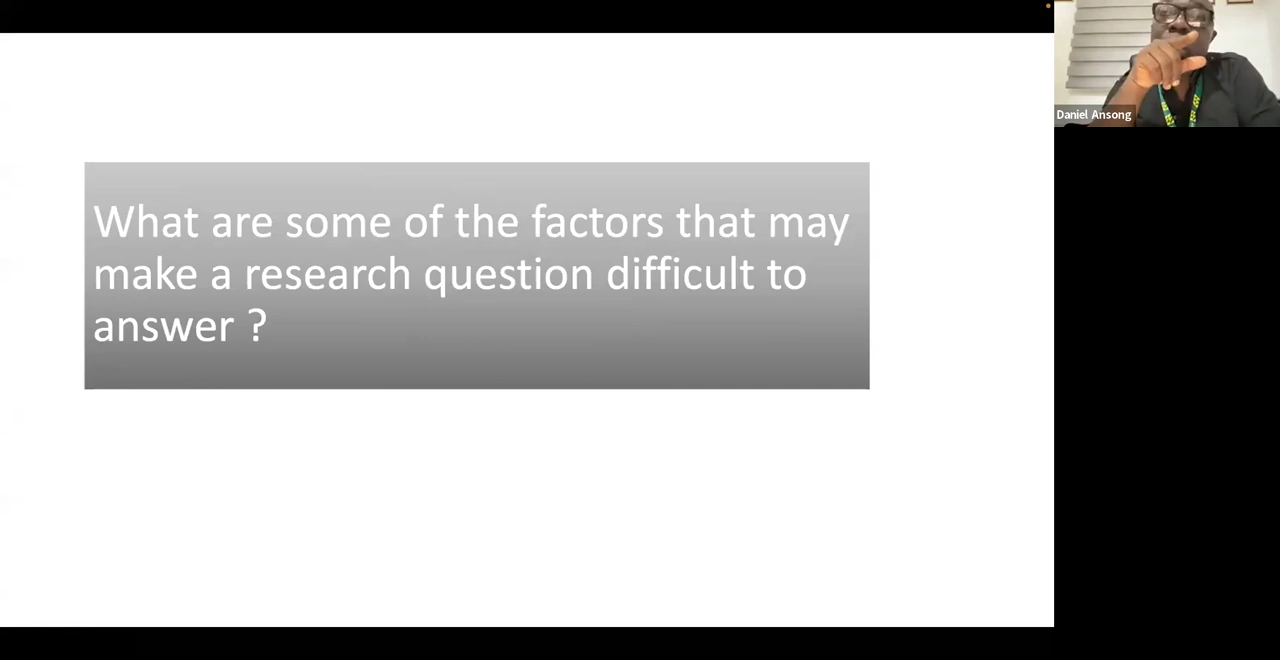 Daniel Ansong
What are some of the factors that may
make a research question difficult to
answer ?